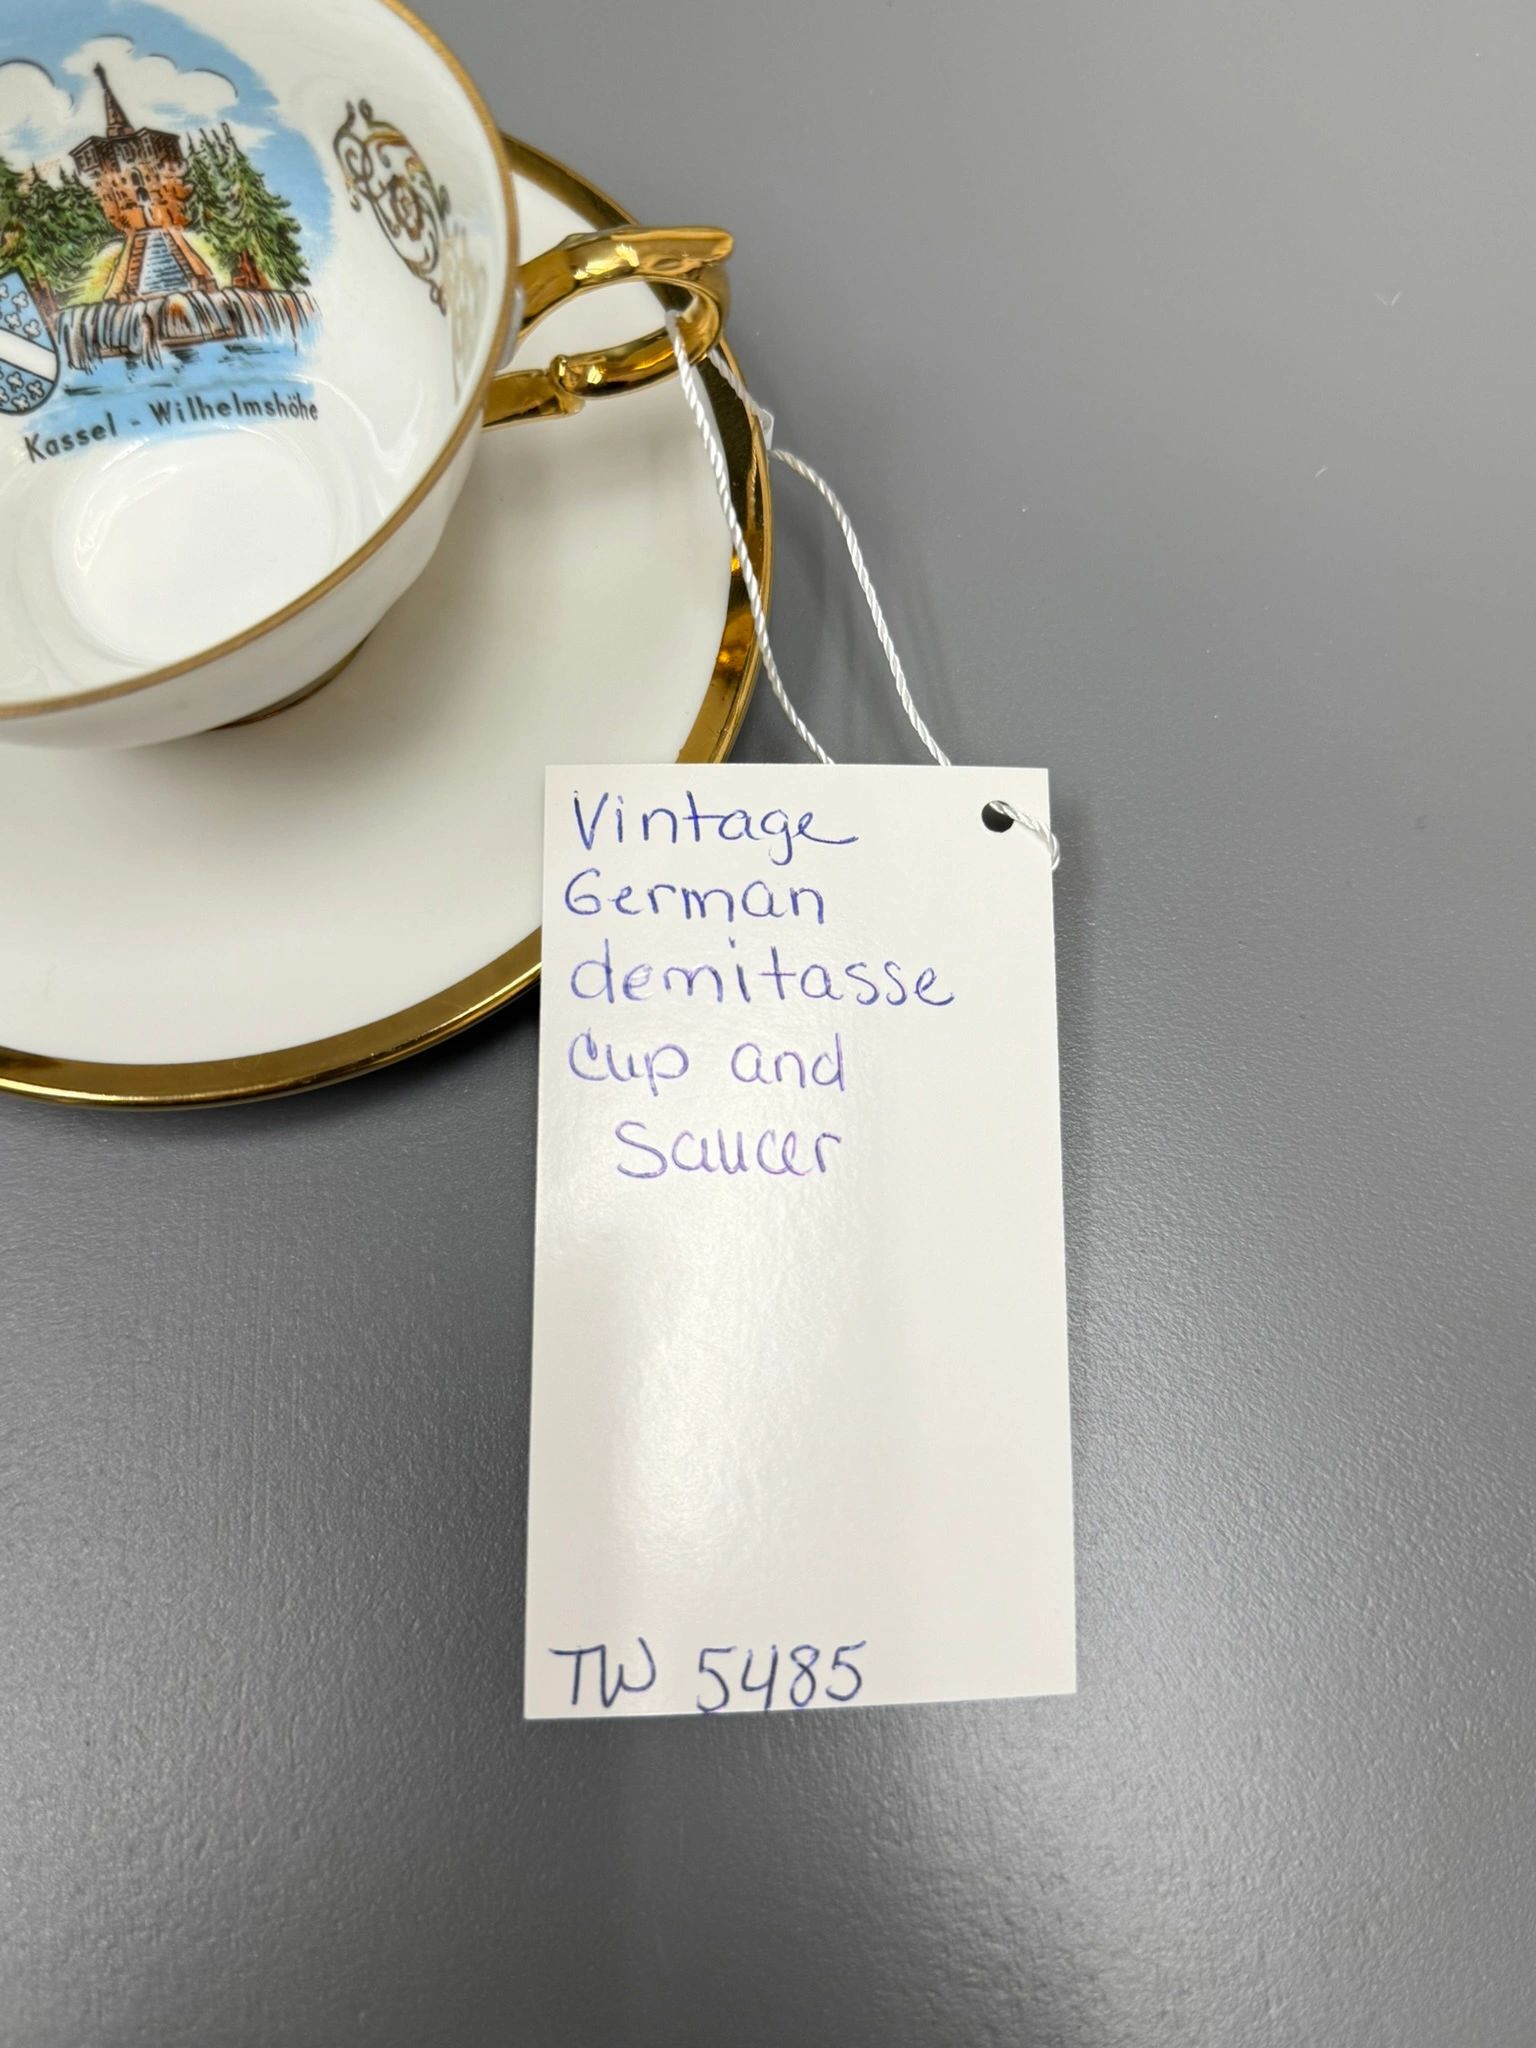 Kassel - Wilhelmshöhe
Vintage
German
demitasse
Cup and
Saucer
TW 5485